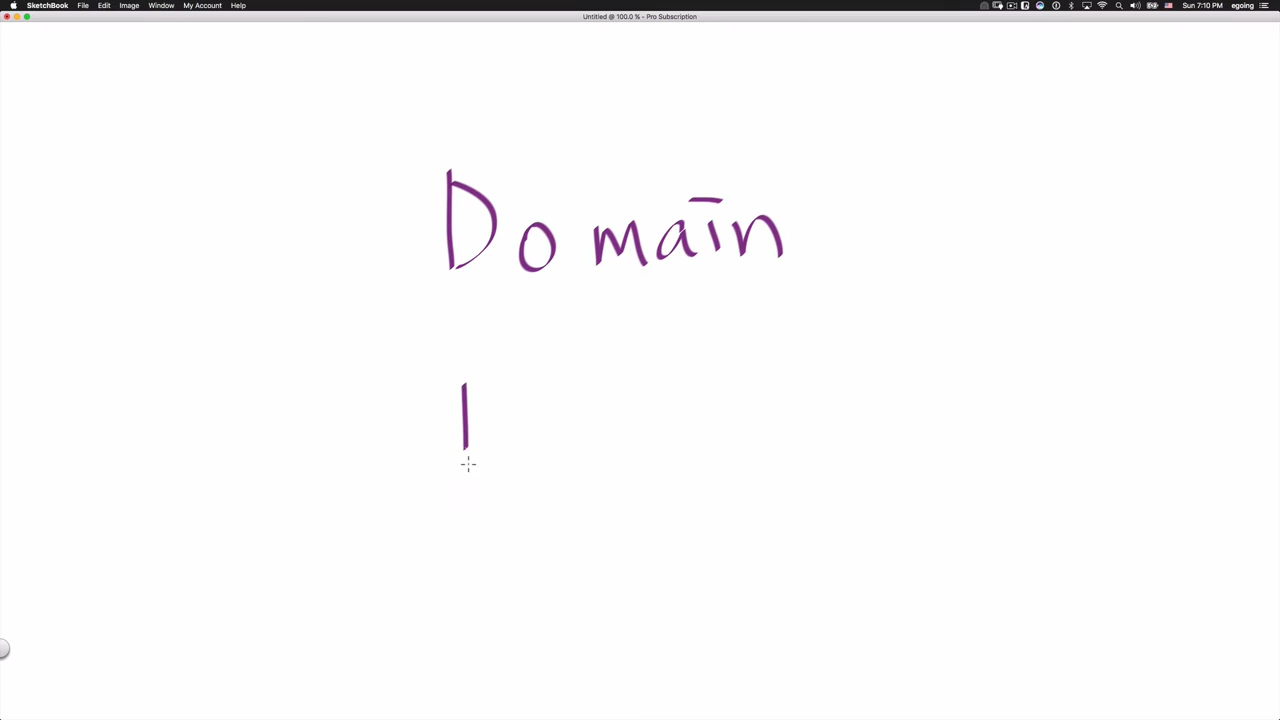 SketchBook File Edit Image Window My Account Help Sun 7:10 PM egoing
Untitled @ 100.0 % - Pro Subscription
Domain